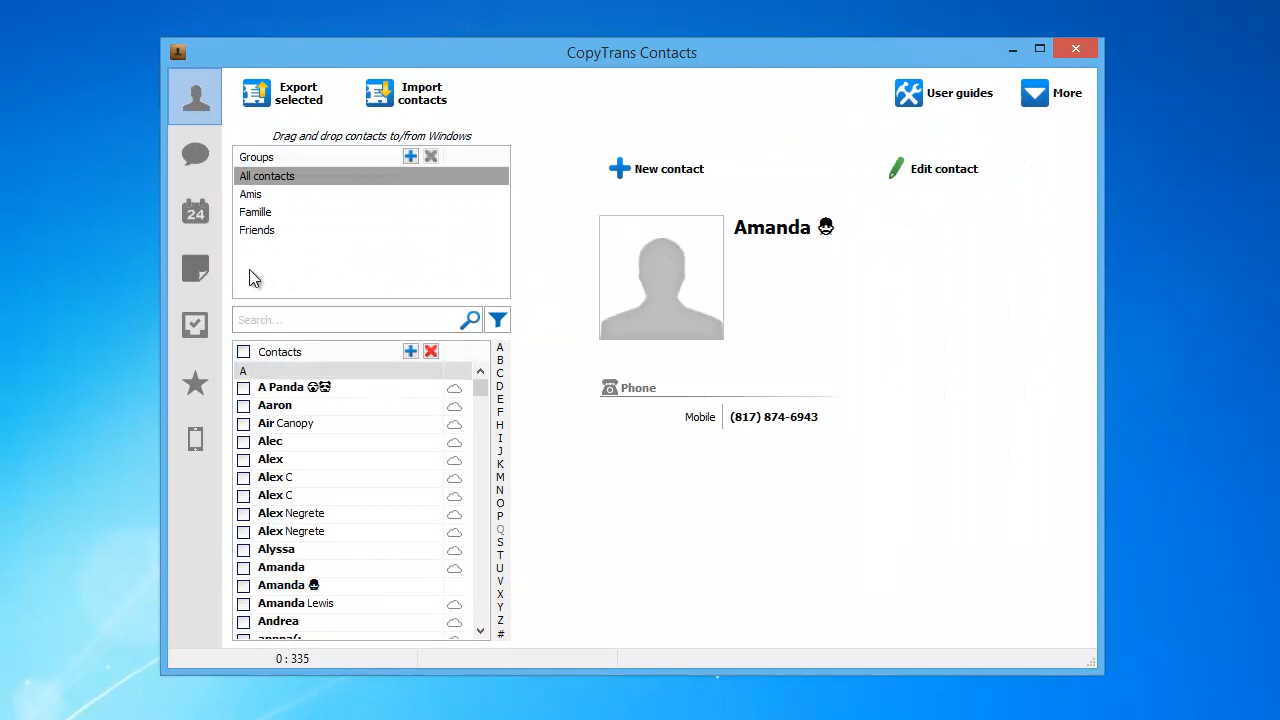 CopyTrans Contacts
Export selected
Import contacts
User guides
More
Drag and drop contacts to/from Windows
Groups
All contacts
Amis
Famille
Friends
Search...
Contacts
A
A Panda
Aaron
Air Canopy
Alec
Alex
Alex C
Alex C
Alex Negrete
Alex Negrete
Alyssa
Amanda
Amanda
Amanda Lewis
Andrea
A
B
C
D
E
F
H
I
J
K
M
N
O
P
Q
S
T
U
V
X
Y
Z
#
New contact
Edit contact
Amanda
Phone
Mobile (817) 874-6943
24
0 : 335